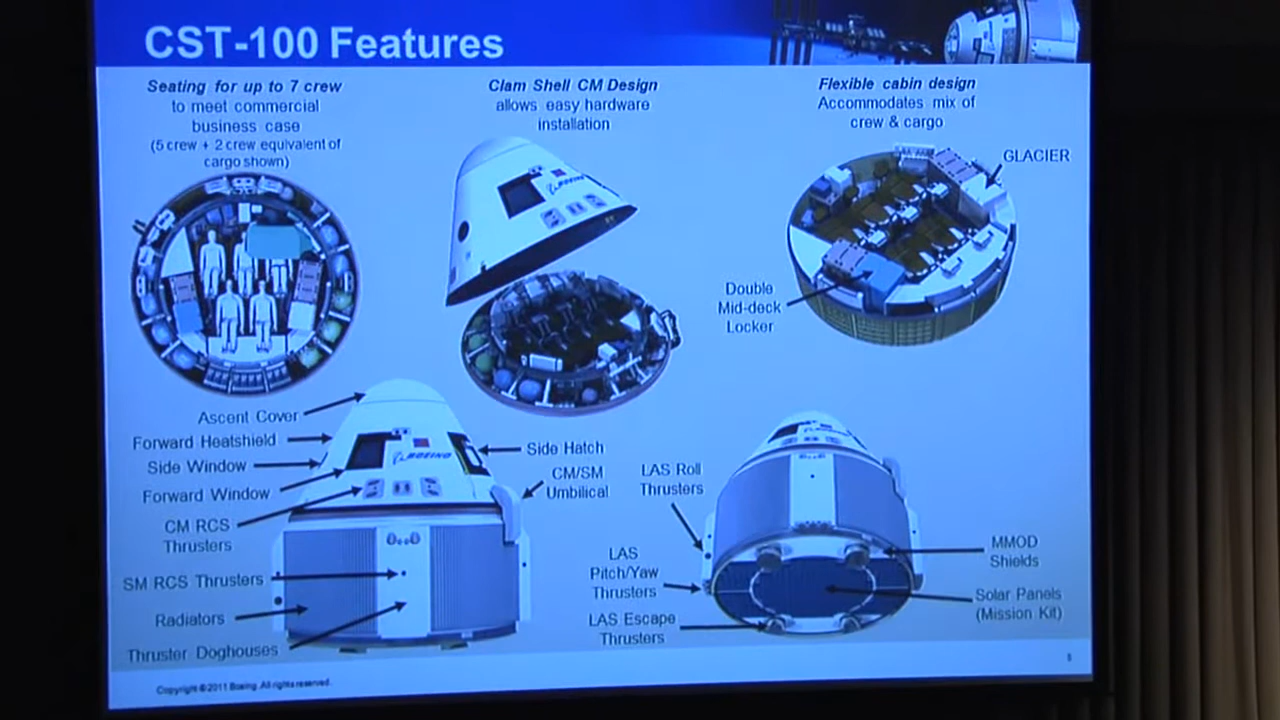 CST-100 Features
Seating for up to 7 crew
to meet commercial
business case
(5 crew + 2 crew equivalent of
cargo shown)
Clam Shell CM Design
allows easy hardware
installation
Flexible cabin design
Accommodates mix of
crew & cargo
GLACIER
BOEING
Double
Mid-deck
Locker
Ascent Cover
Forward Heatshield
Side Window
Forward Window
CM RCS
Thrusters
SM RCS Thrusters
Radiators
Thruster Doghouses
BOEING
Side Hatch
CM/SM
Umbilical
LAS Roll
Thrusters
LAS
Pitch/Yaw
Thrusters
LAS Escape
Thrusters
MMOD
Shields
Solar Panels
(Mission Kit)
Copyright © 2011 Boeing. All rights reserved.